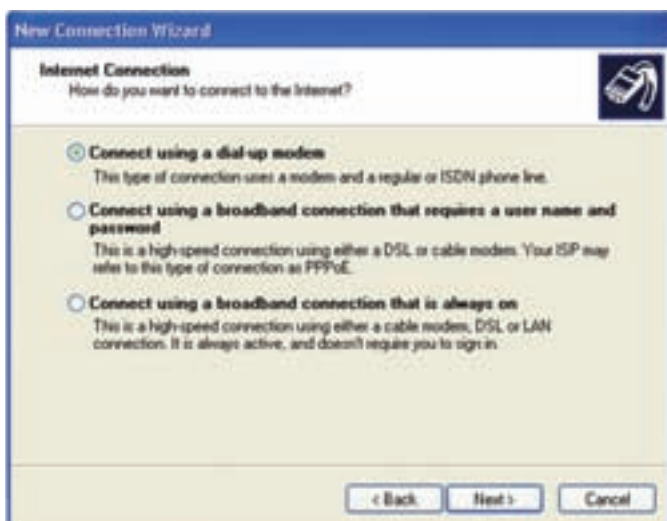 New Connection Wizard
Internet Connection
How do you want to connect to the Internet?
Connect using a dial-up modem
This type of connection uses a modem and a regular or ISDN phone line.
Connect using a broadband connection that requires a user name and
password
This is a high-speed connection using either a DSL or cable modem. Your ISP may
refer to this type of connection as PPPoE.
Connect using a broadband connection that is always on
This is a high-speed connection using either a cable modem, DSL or LAN
connection. It is always active, and doesn't require you to sign in.
< Back
Next >
Cancel